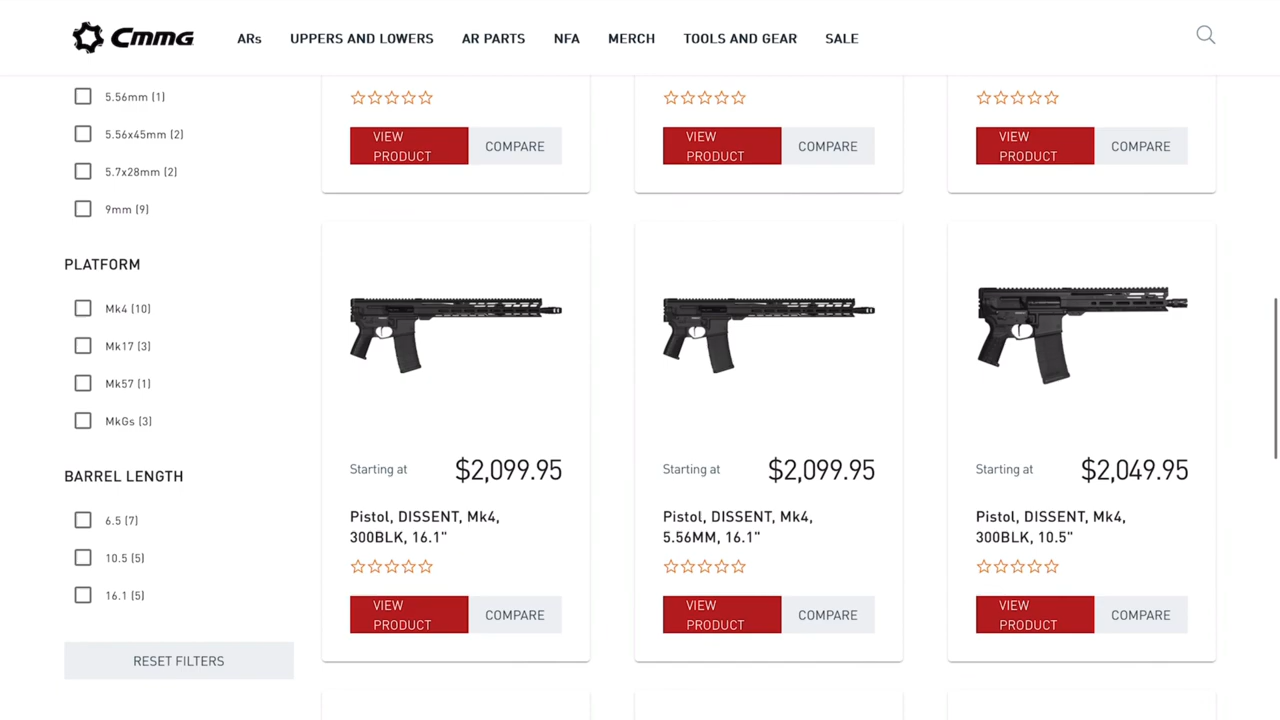 CMMG
ARs
UPPERS AND LOWERS
AR PARTS
NFA
MERCH
TOOLS AND GEAR
SALE
5.56mm (1)
5.56x45mm (2)
5.7x28mm (2)
9mm (9)
PLATFORM
Mk4 (10)
Mk17 (3)
Mk57 (1)
MkGs (3)
BARREL LENGTH
6.5 (7)
10.5 (5)
16.1 (5)
RESET FILTERS
VIEW
PRODUCT
COMPARE
VIEW
PRODUCT
COMPARE
VIEW
PRODUCT
COMPARE
Starting at $2,099.95
Pistol, DISSENT, Mk4,
300BLK, 16.1"
VIEW
PRODUCT
COMPARE
Starting at $2,099.95
Pistol, DISSENT, Mk4,
5.56MM, 16.1"
VIEW
PRODUCT
COMPARE
Starting at $2,049.95
Pistol, DISSENT, Mk4,
300BLK, 10.5"
VIEW
PRODUCT
COMPARE